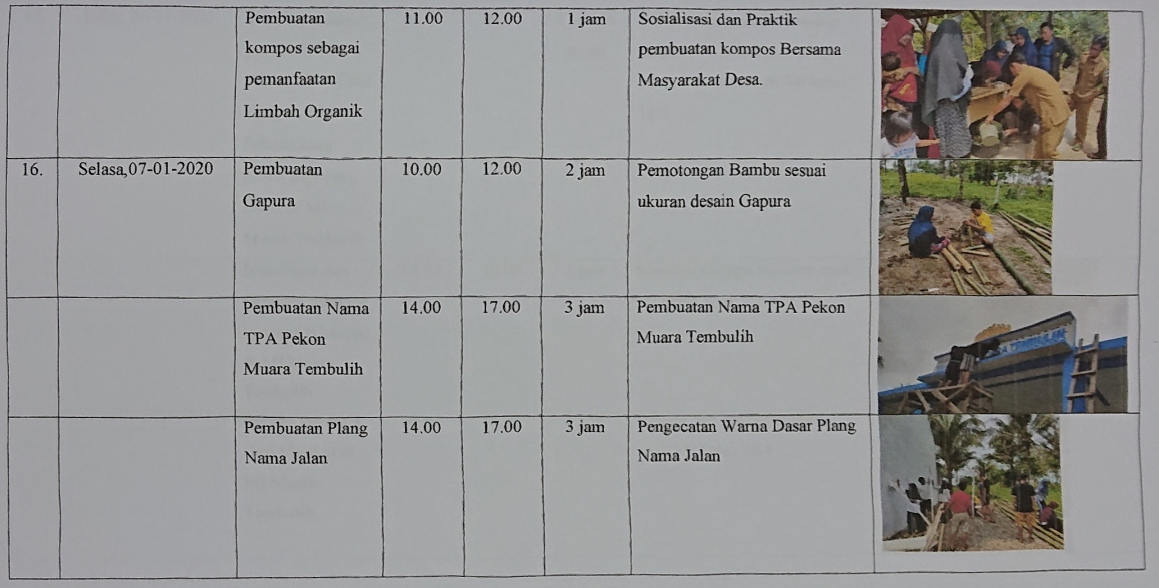 Pembuatan 11.00 12.00 1 jam Sosialisasi dan Praktik
kompos sebagai pembuatan kompos Bersama
pemanfaatan Masyarakat Desa.
Limbah Organik
16. Selasa,07-01-2020 Pembuatan 10.00 12.00 2 jam Pemotongan Bambu sesuai
Gapura ukuran desain Gapura
Pembuatan Nama 14.00 17.00 3 jam Pembuatan Nama TPA Pekon
TPA Pekon Muara Tembulih
Muara Tembulih
Pembuatan Plang 14.00 17.00 3 jam Pengecatan Warna Dasar Plang
Nama Jalan Nama Jalan